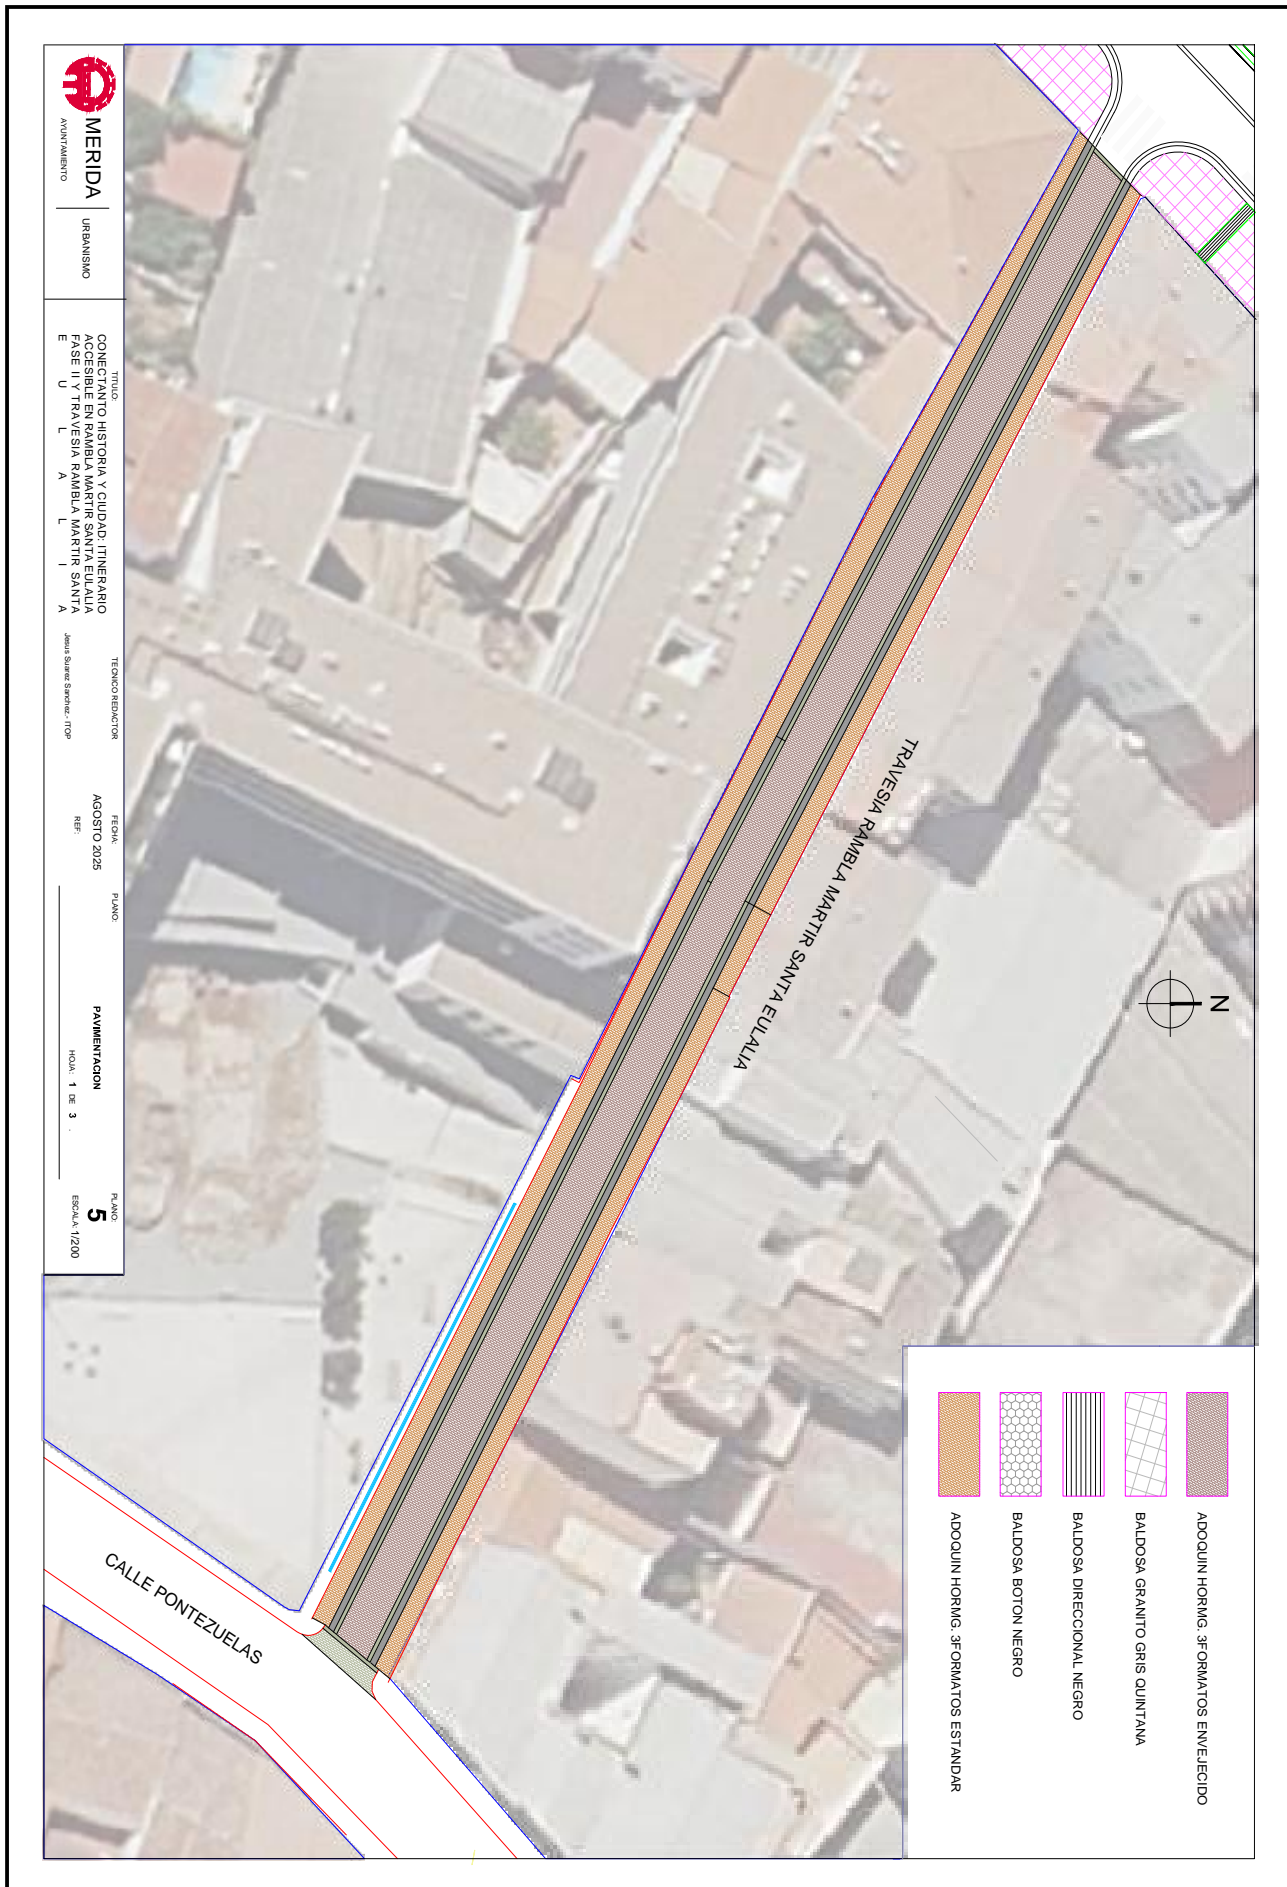 MERIDA
AYUNTAMIENTO
URBANISMO
TITULO:
CONECTANTO HISTORIA Y CIUDAD: ITINERARIO
ACCESIBLE EN RAMBLA MARTIR SANTA EULALIA
FASE II Y TRAVESIA RAMBLA MARTIR SANTA
E U L A L I A
TECNICO REDACTOR
Jesus Suarez Sanchez.- ITOP
FECHA:
AGOSTO 2025
REF:
PLANO:
PAVIMENTACION
HOJA: 1 DE 3 .
PLANO:
5
ESCALA: 1/200
TRAVESIA RAMBLA MARTIR SANTA EULALIA
N
CALLE PONTEZUELAS
ADOQUIN HORMG. 3FORMATOS ENVEJECIDO
BALDOSA GRANITO GRIS QUINTANA
BALDOSA DIRECCIONAL NEGRO
BALDOSA BOTON NEGRO
ADOQUIN HORMG. 3FORMATOS ESTANDAR